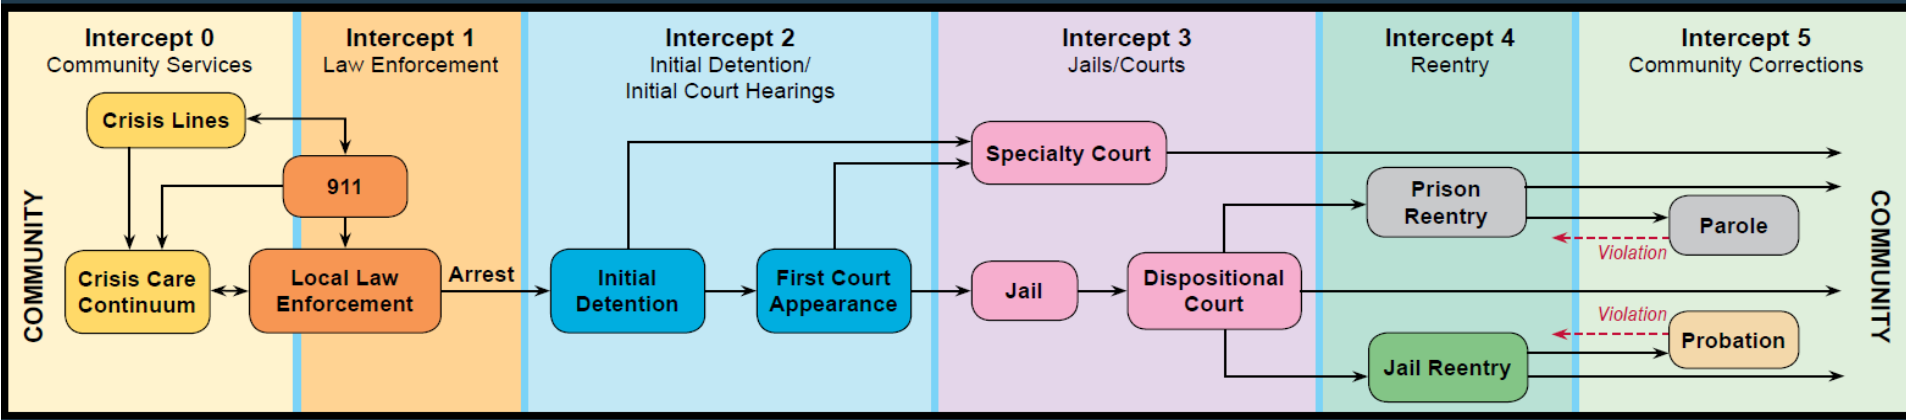 Intercept 0
Community Services
Intercept 1
Law Enforcement
Intercept 2
Initial Detention/
Initial Court Hearings
Intercept 3
Jails/Courts
Intercept 4
Reentry
Intercept 5
Community Corrections
COMMUNITY
Crisis Lines
911
Crisis Care
Continuum
Local Law
Enforcement
Arrest
Initial
Detention
First Court
Appearance
Specialty Court
Jail
Dispositional
Court
Prison
Reentry
Jail Reentry
Parole
Violation
Violation
Probation
COMMUNITY